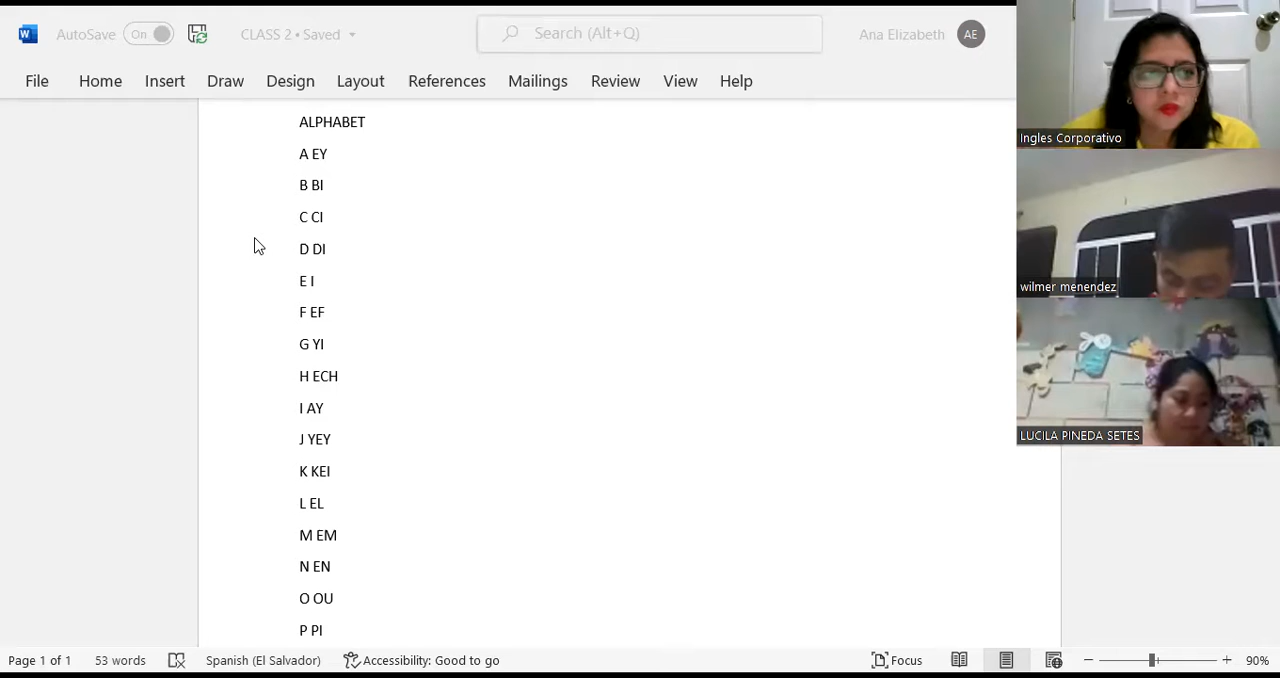 AutoSave On CLASS 2 • Saved Search (Alt+Q) Ana Elizabeth AE
File Home Insert Draw Design Layout References Mailings Review View Help
ALPHABET
A EY
B BI
C CI
D DI
E I
F EF
G YI
H ECH
I AY
J YEY
K KEI
L EL
M EM
N EN
O OU
P PI
Ingles Corporativo
wilmer menendez
LUCILA PINEDA SETES
Page 1 of 1 53 words Spanish (El Salvador) Accessibility: Good to go Focus 90%